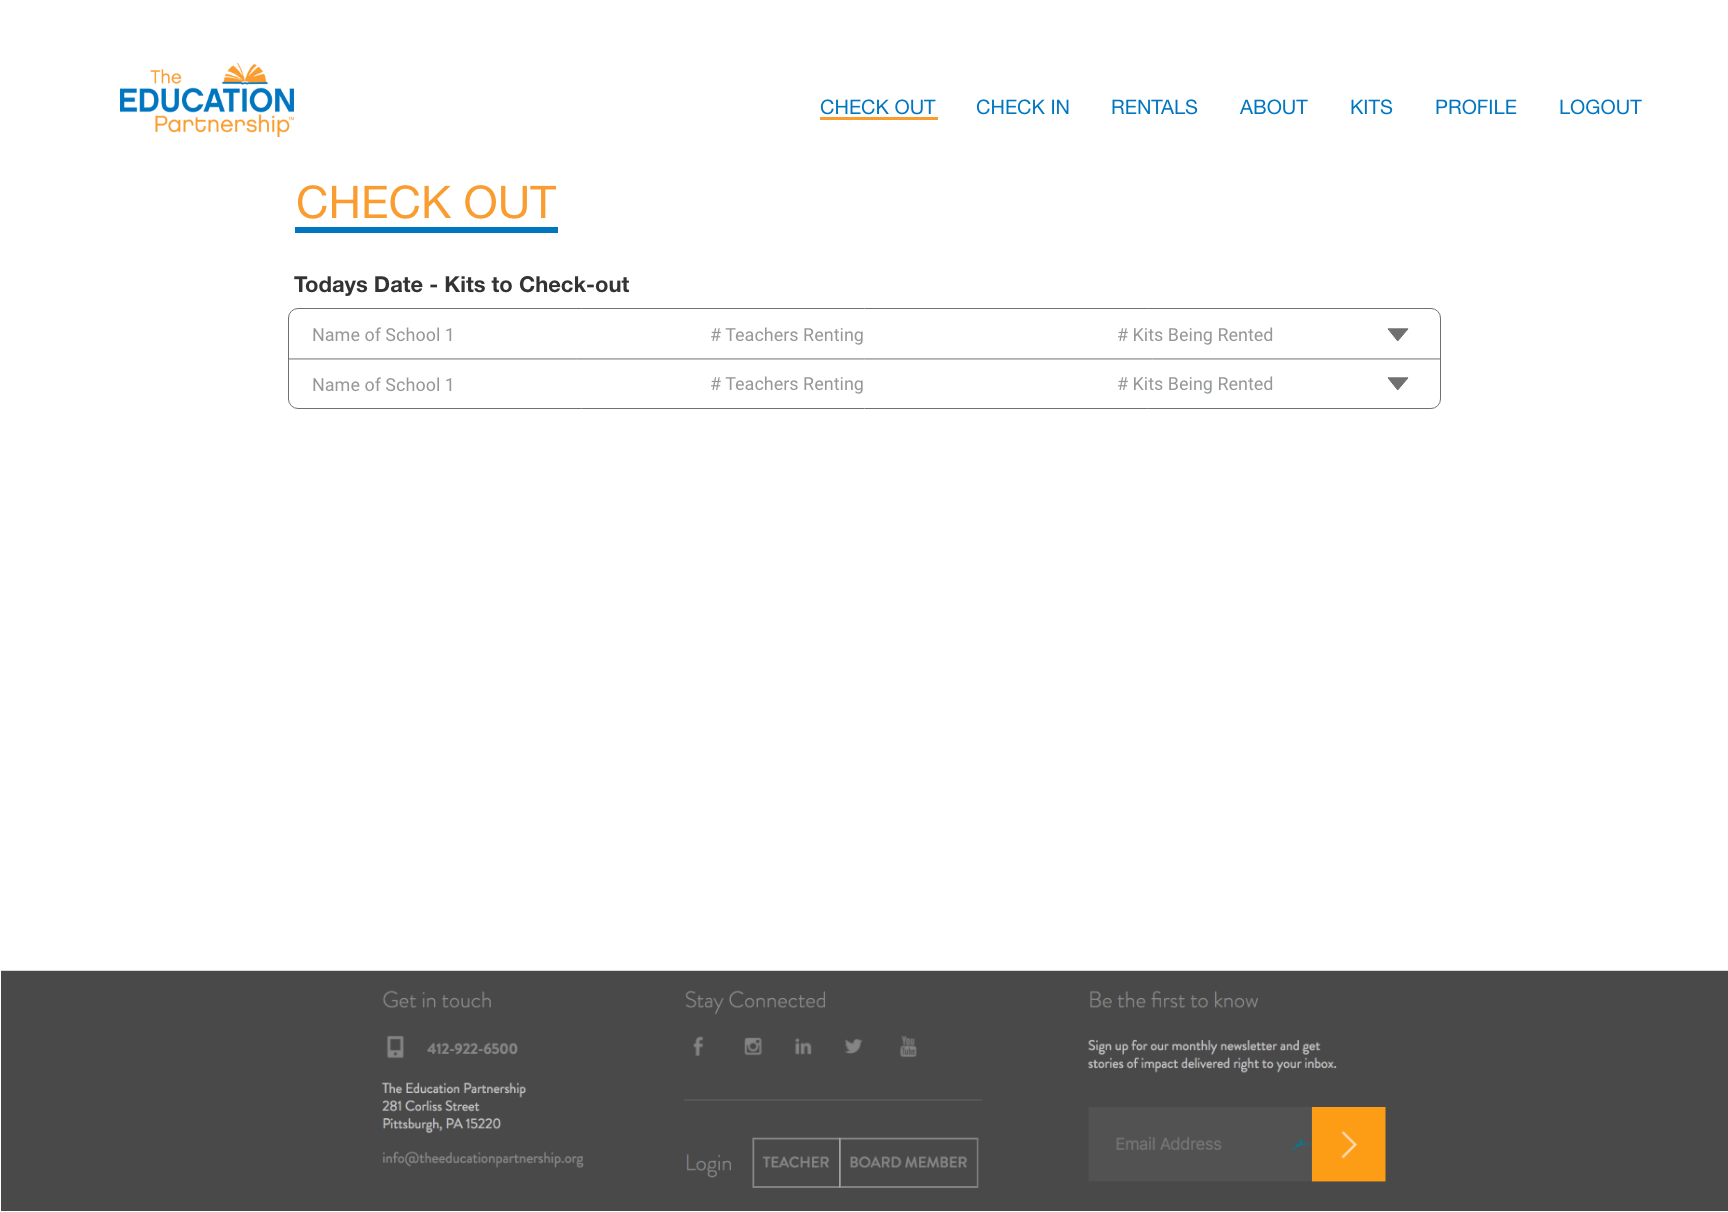 The
EDUCATION
Partnership™
CHECK OUT CHECK IN RENTALS ABOUT KITS PROFILE LOGOUT
CHECK OUT
Todays Date - Kits to Check-out
Name of School 1 # Teachers Renting # Kits Being Rented
Name of School 1 # Teachers Renting # Kits Being Rented
Get in touch
412-922-6500
The Education Partnership
281 Corliss Street
Pittsburgh, PA 15220
info@theeducationpartnership.org
Stay Connected
f in You Tube
Login TEACHER BOARD MEMBER
Be the first to know
Sign up for our monthly newsletter and get
stories of impact delivered right to your inbox.
Email Address